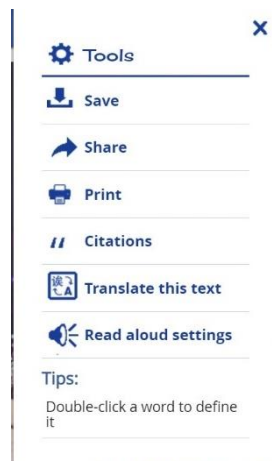 Tools
Save
Share
Print
Citations
Translate this text
Read aloud settings
Tips:
Double-click a word to define
it